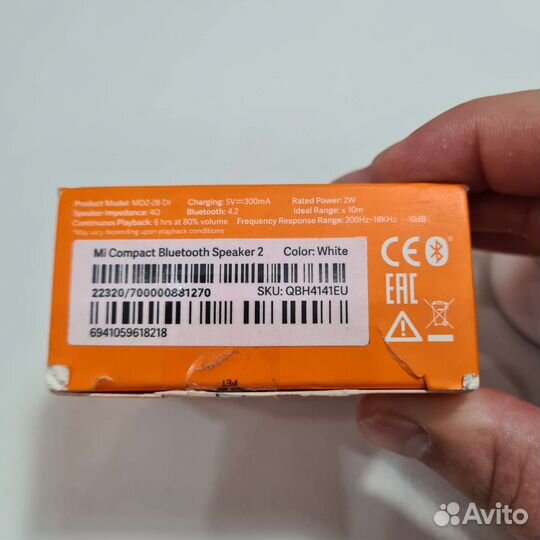 Product Model: MDZ-28-DI Charging: 5V⎓300mA Rated Power: 2W
Speaker Impedance: 4Ω Bluetooth: 4.2 Ideal Range: ≤ 10m
Continuous Playback: 6 hrs at 80% volume Frequency Response Range: 200Hz~18KHz (-10dB)
*May vary depending upon playback conditions
Mi Compact Bluetooth Speaker 2 Color: White
22320/700000881270 SKU: QBH4141EU
6941059618218
CE
EAC
PET
Avito